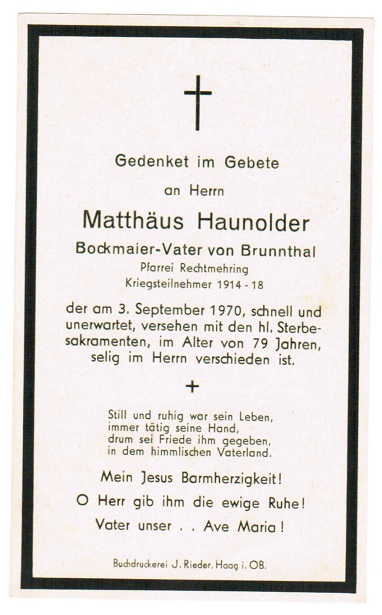 Gedenket im Gebete
an Herrn
Matthäus Haunolder
Bockmaier-Vater von Brunnthal
Pfarrei Rechtmehring
Kriegsteilnehmer 1914 - 18
der am 3. September 1970, schnell und
unerwartet, versehen mit den hl. Sterbe-
sakramenten, im Alter von 79 Jahren,
selig im Herrn verschieden ist.
Still und ruhig war sein Leben,
immer tätig seine Hand,
drum sei Friede ihm gegeben,
in dem himmlischen Vaterland.
Mein Jesus Barmherzigkeit!
O Herr gib ihm die ewige Ruhe!
Vater unser . . Ave Maria!
Buchdruckerei J. Rieder, Haag i. OB.